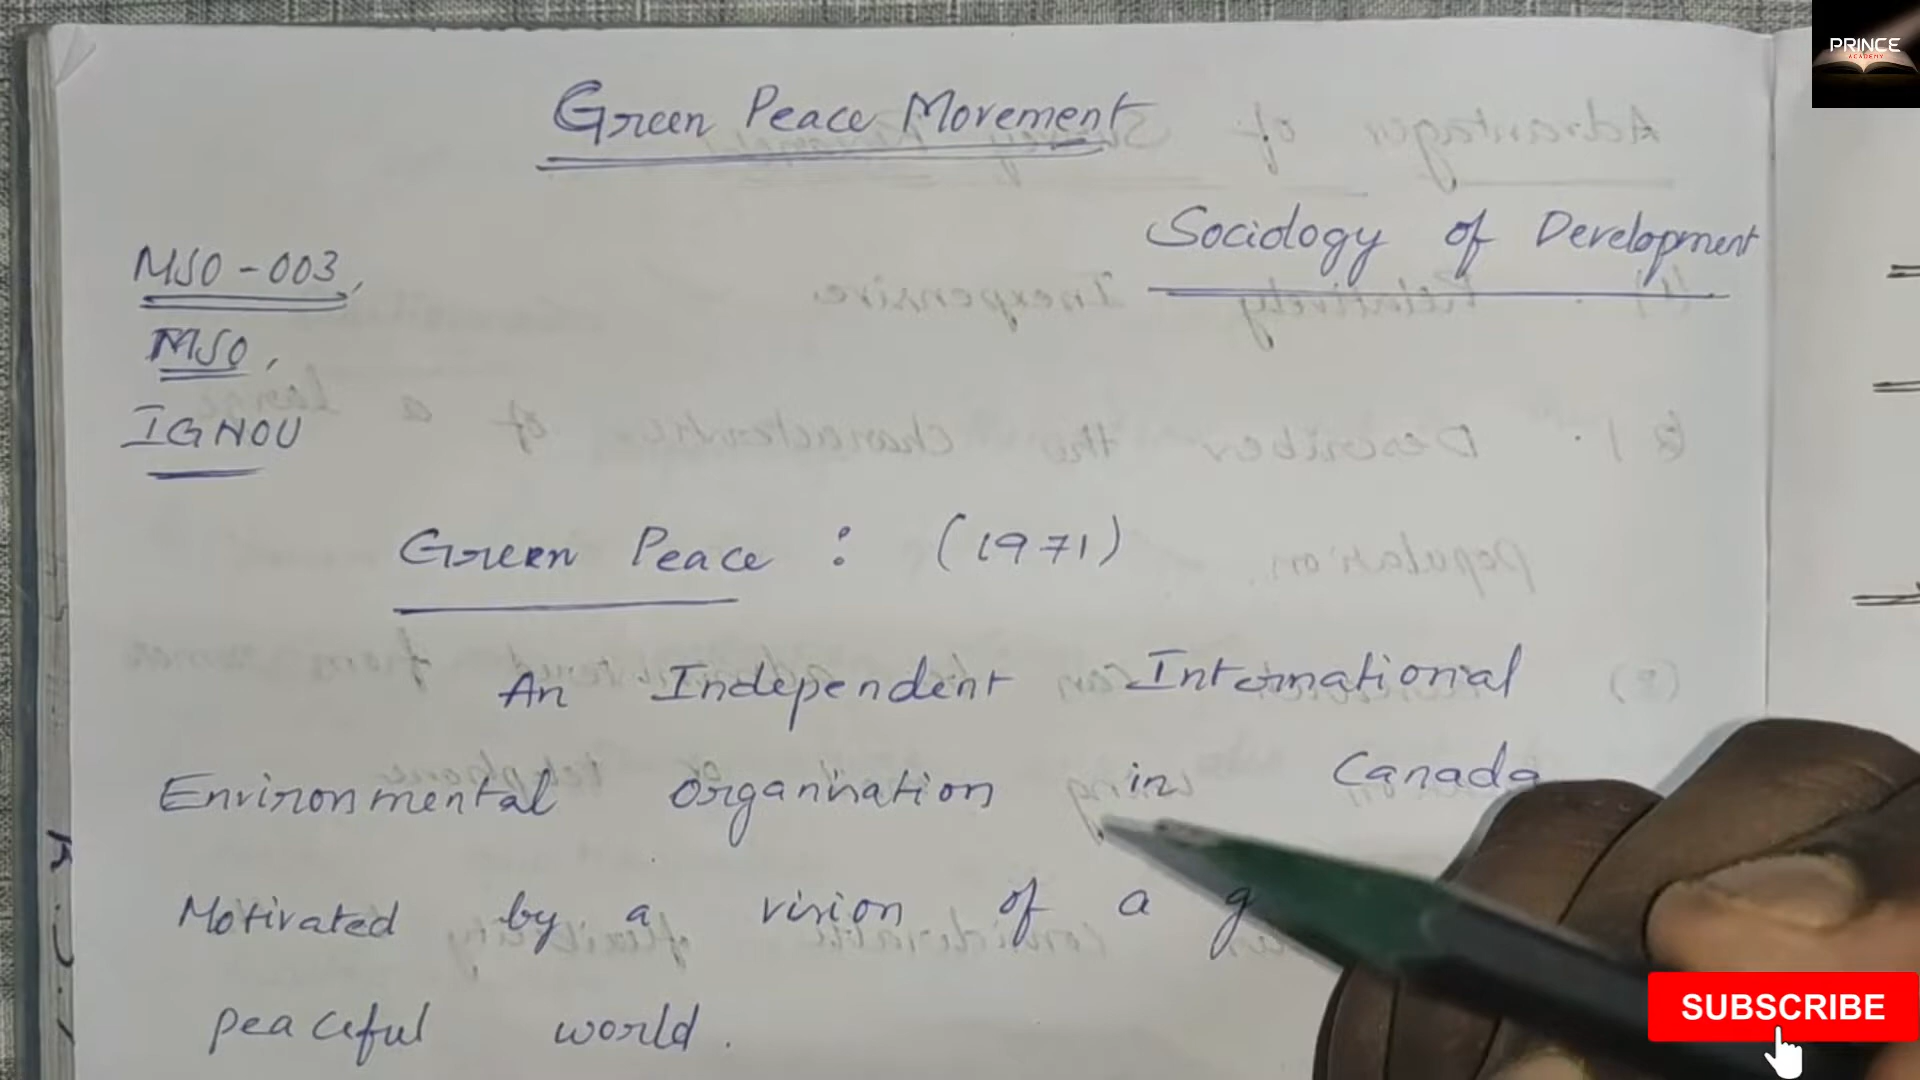 PRINCE
ACADEMY
Green Peace Movement
Sociology of Development
MSO-003,
MSO,
IGNOU
Green Peace : (1971)
An Independent International
Environmental organisation in Canada
Motivated by a vision of a g
peaceful world.
SUBSCRIBE